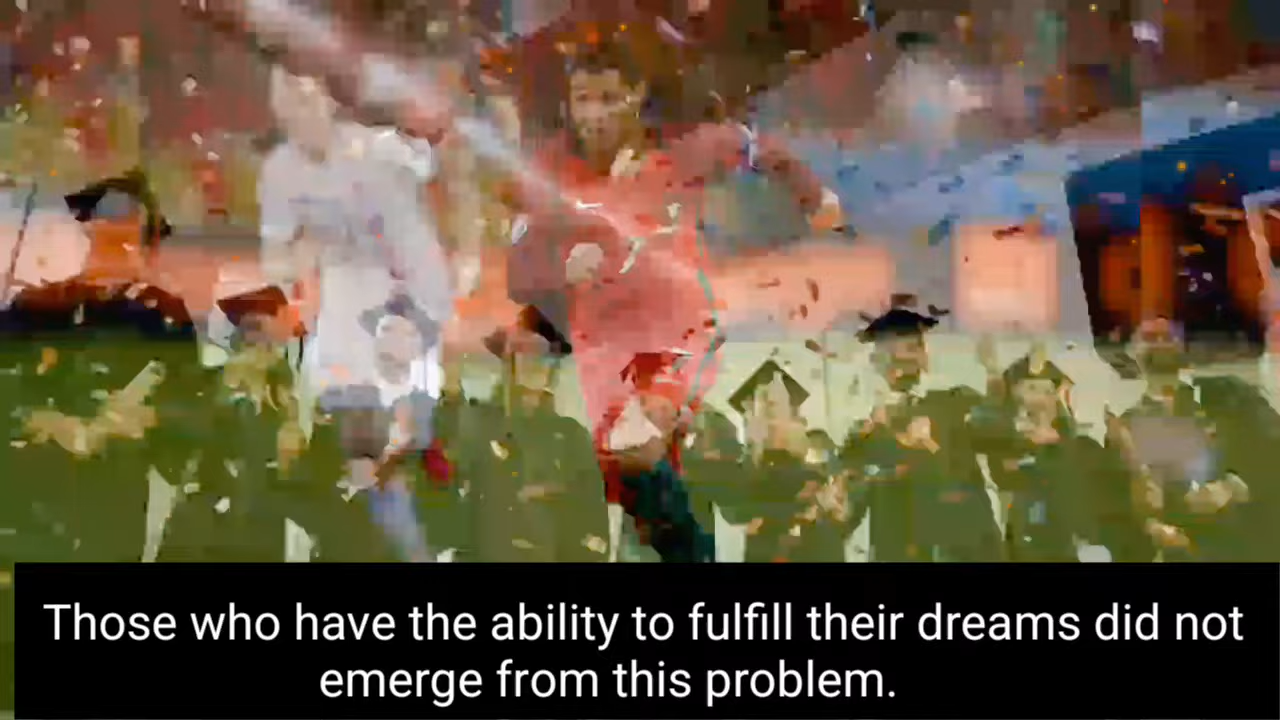 Those who have the ability to fulfill their dreams did not
emerge from this problem.